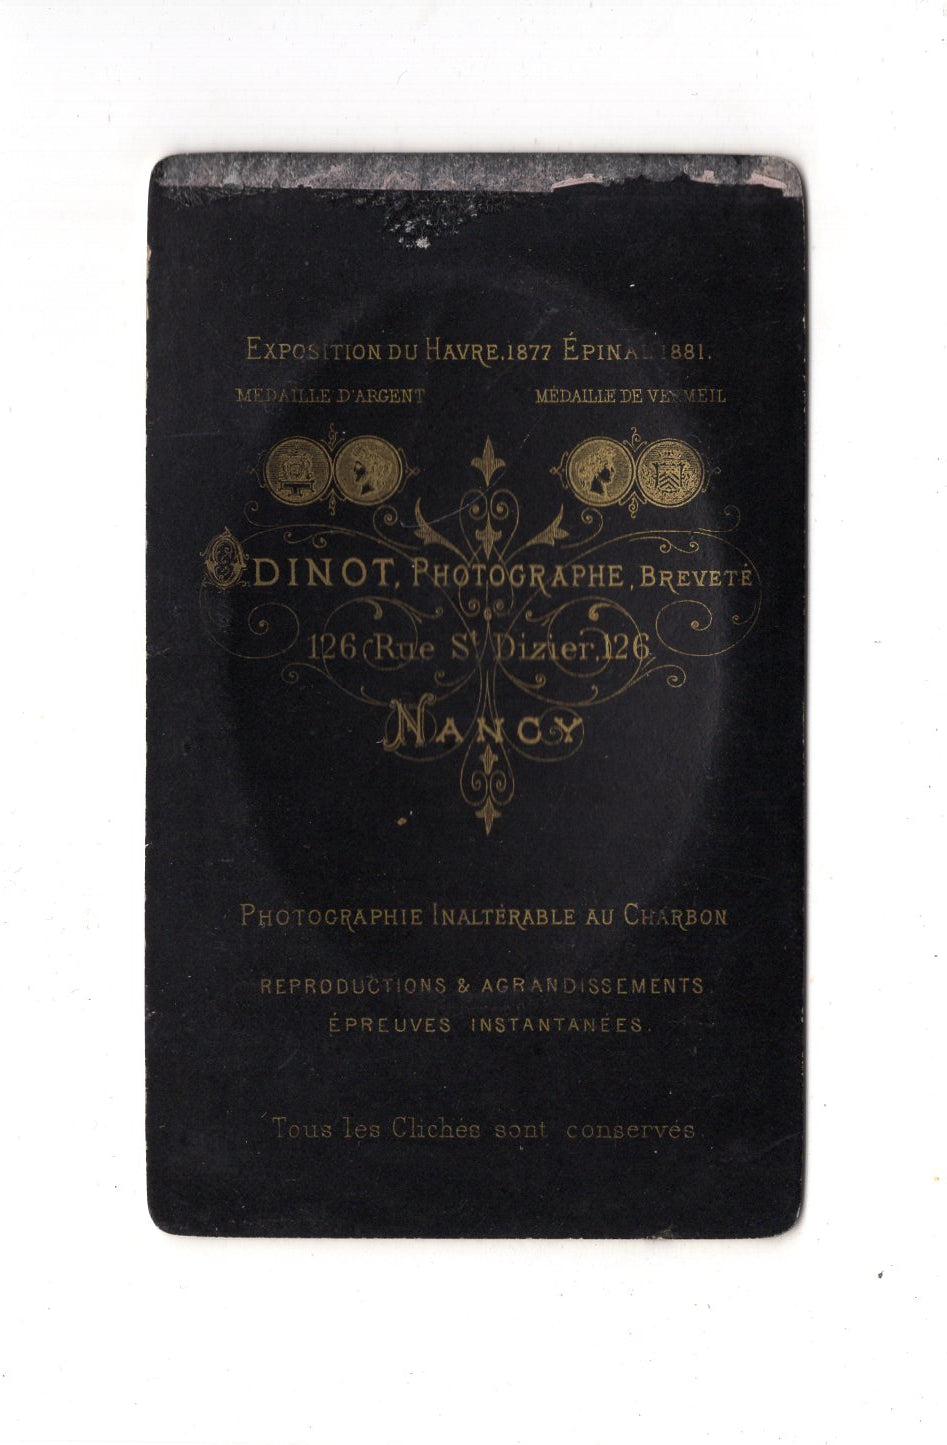 EXPOSITION DU HAVRE.1877 ÉPINAL 1881.
MÉDAILLE D'ARGENT MÉDAILLE DE VERMEIL
ODINOT, PHOTOGRAPHE, BREVETÉ
126 Rue St Dizier, 126
NANCY
PHOTOGRAPHIE INALTÉRABLE AU CHARBON
REPRODUCTIONS & AGRANDISSEMENTS.
ÉPREUVES INSTANTANÉES.
Tous les Clichés sont conservés.